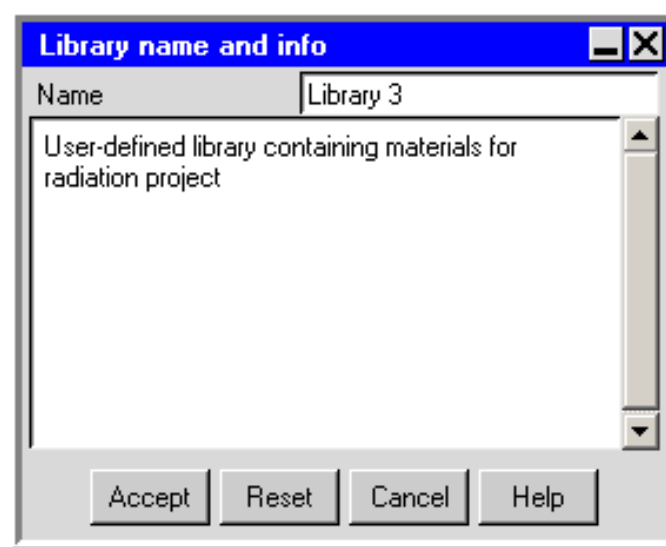 Library name and info
Name Library 3
User-defined library containing materials for
radiation project
Accept Reset Cancel Help